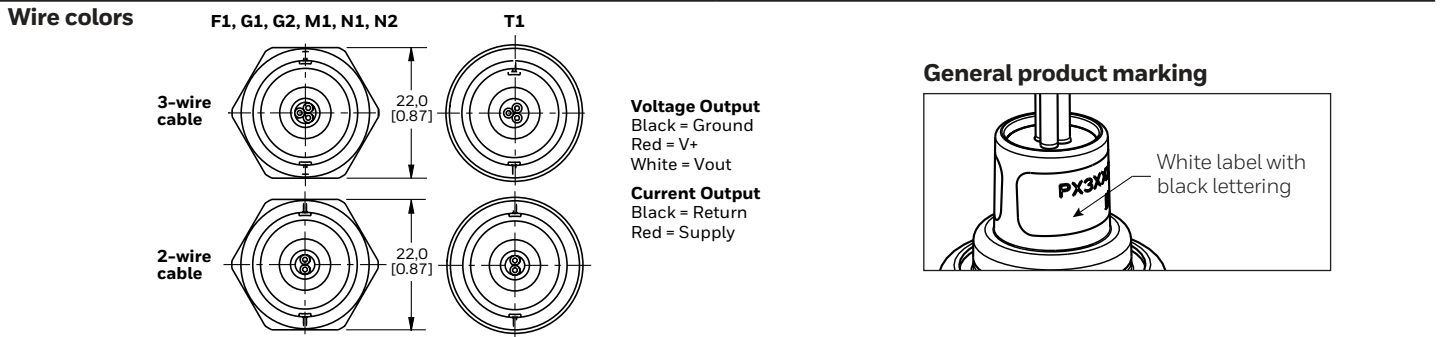 Wire colors
F1, G1, G2, M1, N1, N2
T1
3-wire
cable
22,0
[0.87]
2-wire
cable
22,0
[0.87]
Voltage Output
Black = Ground
Red = V+
White = Vout
Current Output
Black = Return
Red = Supply
General product marking
PX3XX
White label with
black lettering